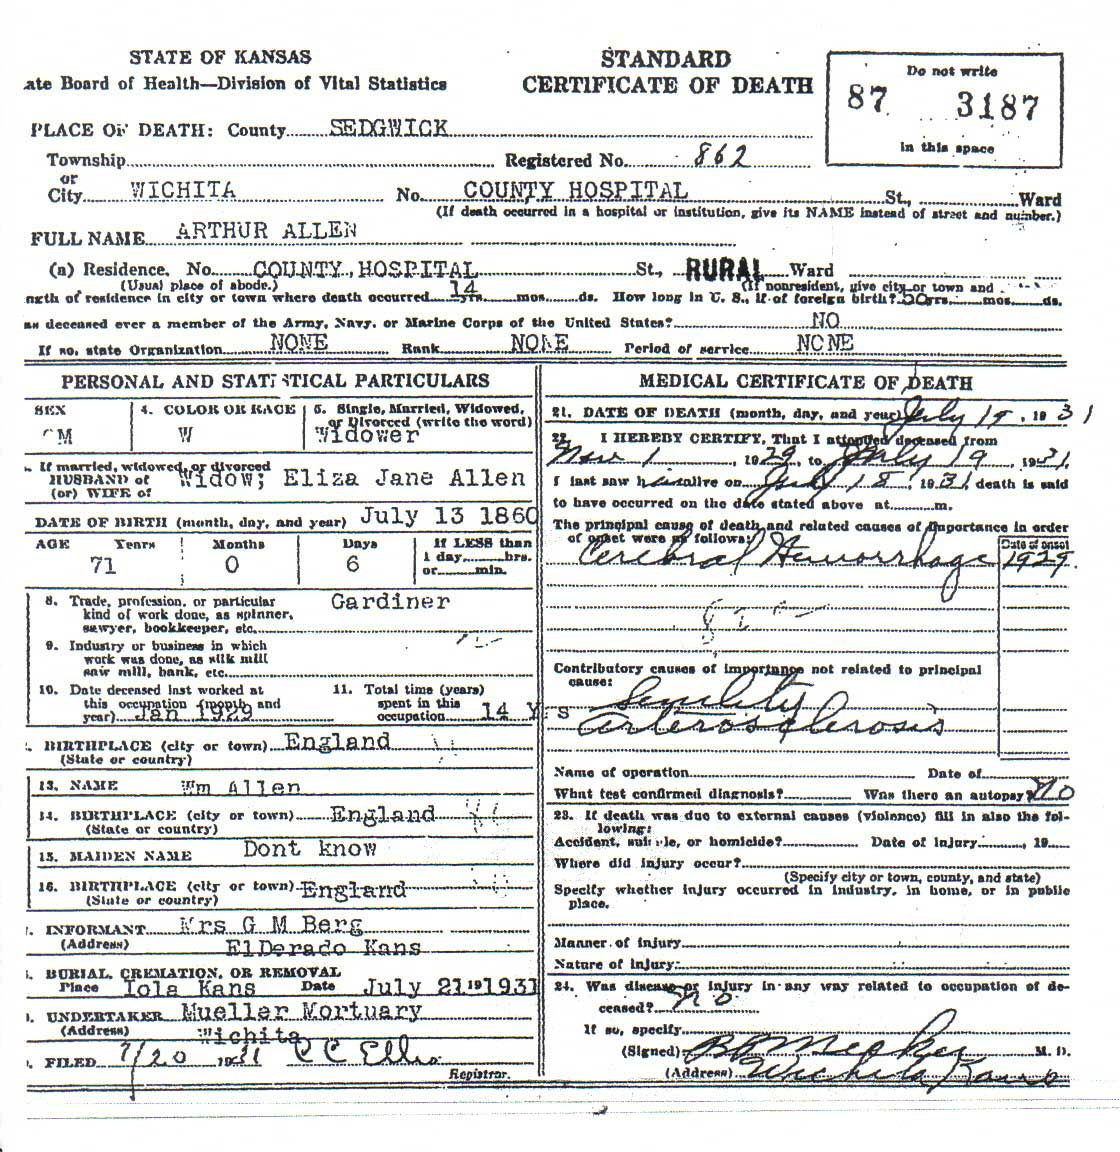 STATE OF KANSAS
ate Board of Health—Division of Vital Statistics
STANDARD
CERTIFICATE OF DEATH
Do not write
87 3187
in this space
PLACE OF DEATH: County SEDGWICK
Township Registered No. 862
or
City WICHITA No. COUNTY HOSPITAL St., Ward
(If death occurred in a hospital or institution, give its NAME instead of street and number.)
FULL NAME ARTHUR ALLEN
(a) Residence. No. COUNTY HOSPITAL St., RURAL Ward
(Usual place of abode.) (If nonresident, give city or town and
ngth of residence in city or town where death occurred 14 yrs. mos. ds. How long in U. S., if of foreign birth? 50 yrs. mos. ds.
as deceased ever a member of the Army, Navy, or Marine Corps of the United States? NO
If so, state Organization NONE Rank NONE Period of service NONE
PERSONAL AND STATISTICAL PARTICULARS
SEX
M
4. COLOR OR RACE
W
5. Single, Married, Widowed,
or Divorced (write the word)
Widower
If married, widowed, or divorced
HUSBAND of
(or) WIFE of
Widow; Eliza Jane Allen
DATE OF BIRTH (month, day, and year) July 13 1860
AGE Years Months Days If LESS than
1 day, hrs.
or min.
71 0 6
8. Trade, profession, or particular
kind of work done, as spinner,
sawyer, bookkeeper, etc.
Gardiner
9. Industry or business in which
work was done, as silk mill
saw mill, bank, etc.
10. Date deceased last worked at
this occupation (month and
year) Jan 1929
11. Total time (years)
spent in this
occupation 14 Y S
BIRTHPLACE (city or town) England
(State or country)
13. NAME Wm Allen
14. BIRTHPLACE (city or town) England
(State or country)
15. MAIDEN NAME Dont know
16. BIRTHPLACE (city or town) England
(State or country)
INFORMANT Mrs G M Berg
(Address) ElDorado Kans
BURIAL, CREMATION, OR REMOVAL
Place Iola Kans Date July 21 19 1931
UNDERTAKER Mueller Mortuary
(Address) Wichita
FILED 7/20 1931 C C Ellis
Registrar.
MEDICAL CERTIFICATE OF DEATH
21. DATE OF DEATH (month, day, and year) July 19, 1931
22. I HEREBY CERTIFY, That I attended deceased from
Nov 1, 1929, to July 19, 1931
I last saw him alive on July 18, 1931, death is said
to have occurred on the date stated above at m.
The principal cause of death and related causes of importance in order
of onset were as follows:
Date of onset
Cerebral Hemorrhage 1929
Contributory causes of importance not related to principal
cause:
Senility
Arterosclerosis
Name of operation Date of
What test confirmed diagnosis? Was there an autopsy? No
23. If death was due to external causes (violence) fill in also the fol-
lowing:
Accident, suicide, or homicide? Date of injury , 19
Where did injury occur?
(Specify city or town, county, and state)
Specify whether injury occurred in industry, in home, or in public
place.
Manner of injury
Nature of injury
24. Was disease or injury in any way related to occupation of de-
ceased? No
If so, specify
(Signed) M. D.
(Address) Wichita Kans